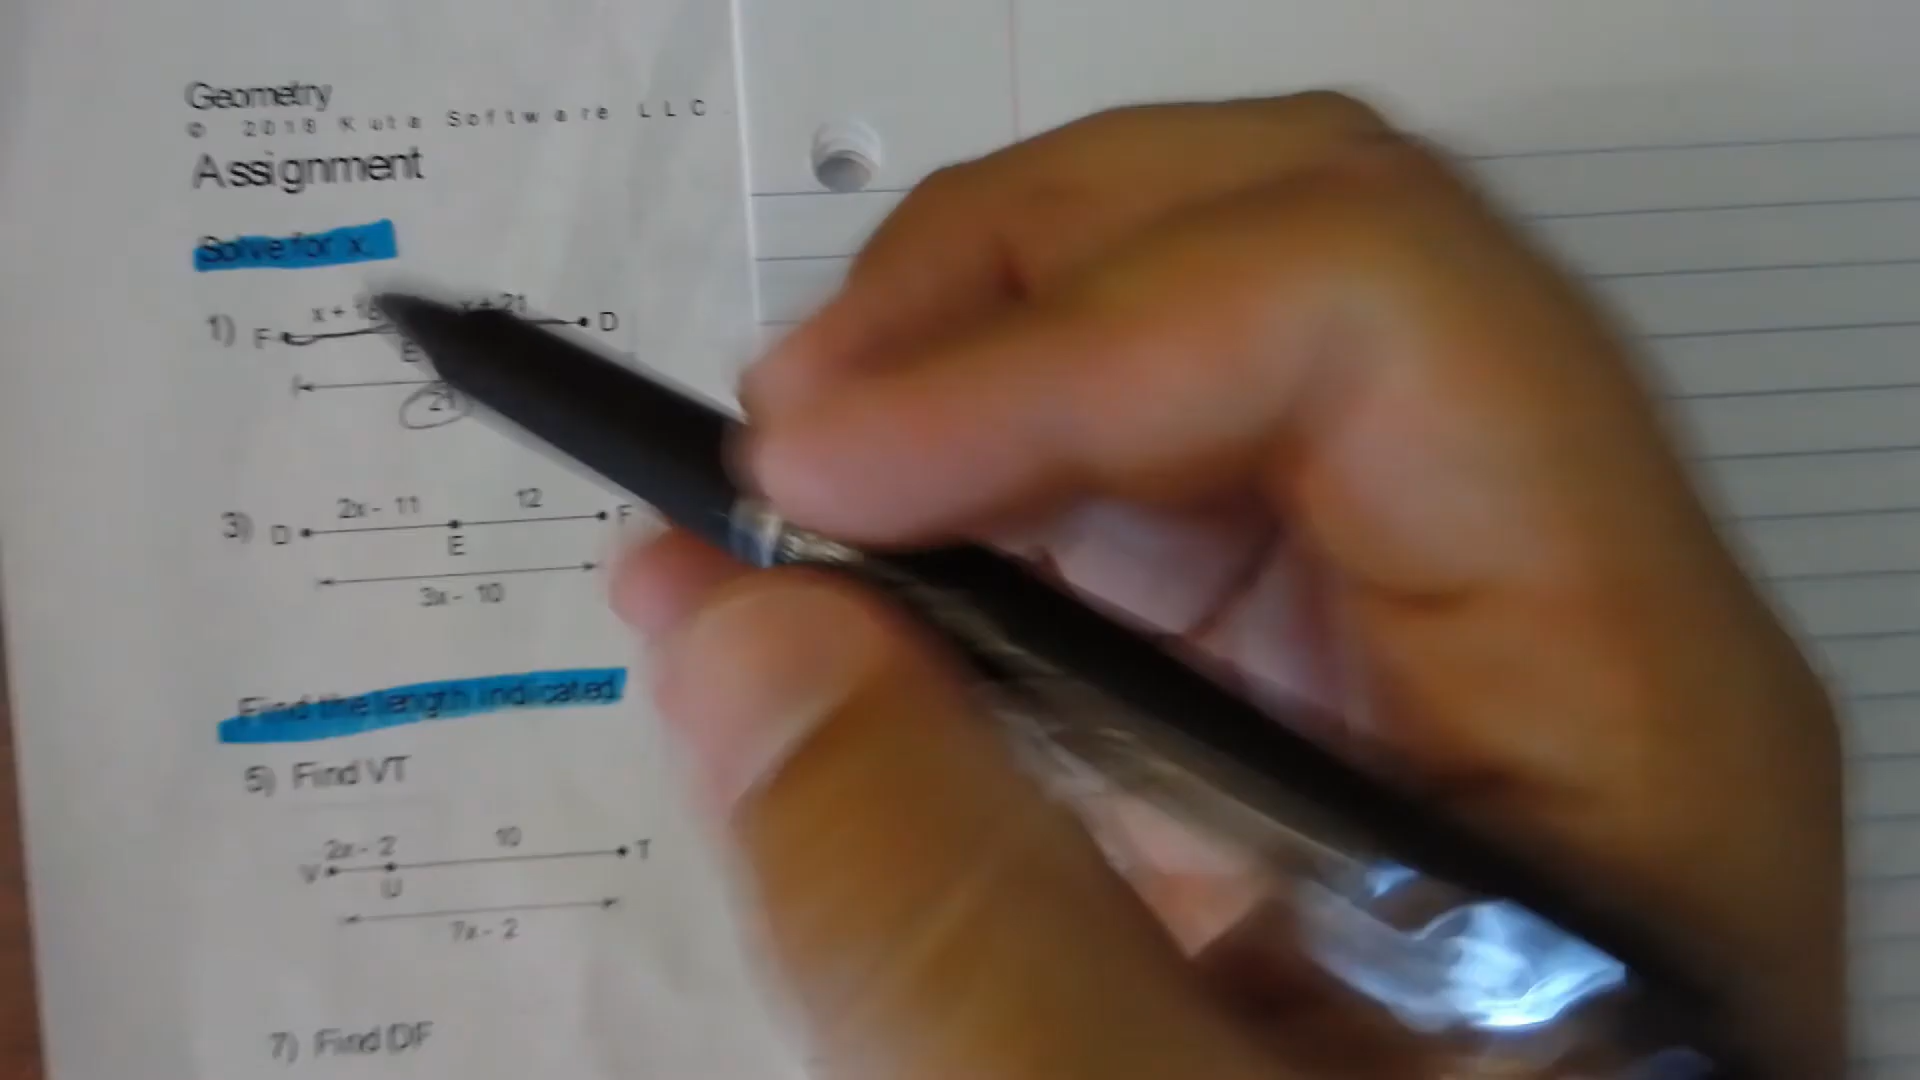 Geometry
© 2018 Kuta Software LLC.
Assignment
Solve for x.
1) F D
x + 21
E
21
3) D 2x - 11 12 F
E
3x - 10
Find the length indicated.
5) Find VT
2x - 2 10
V T
U
7x - 2
7) Find DF